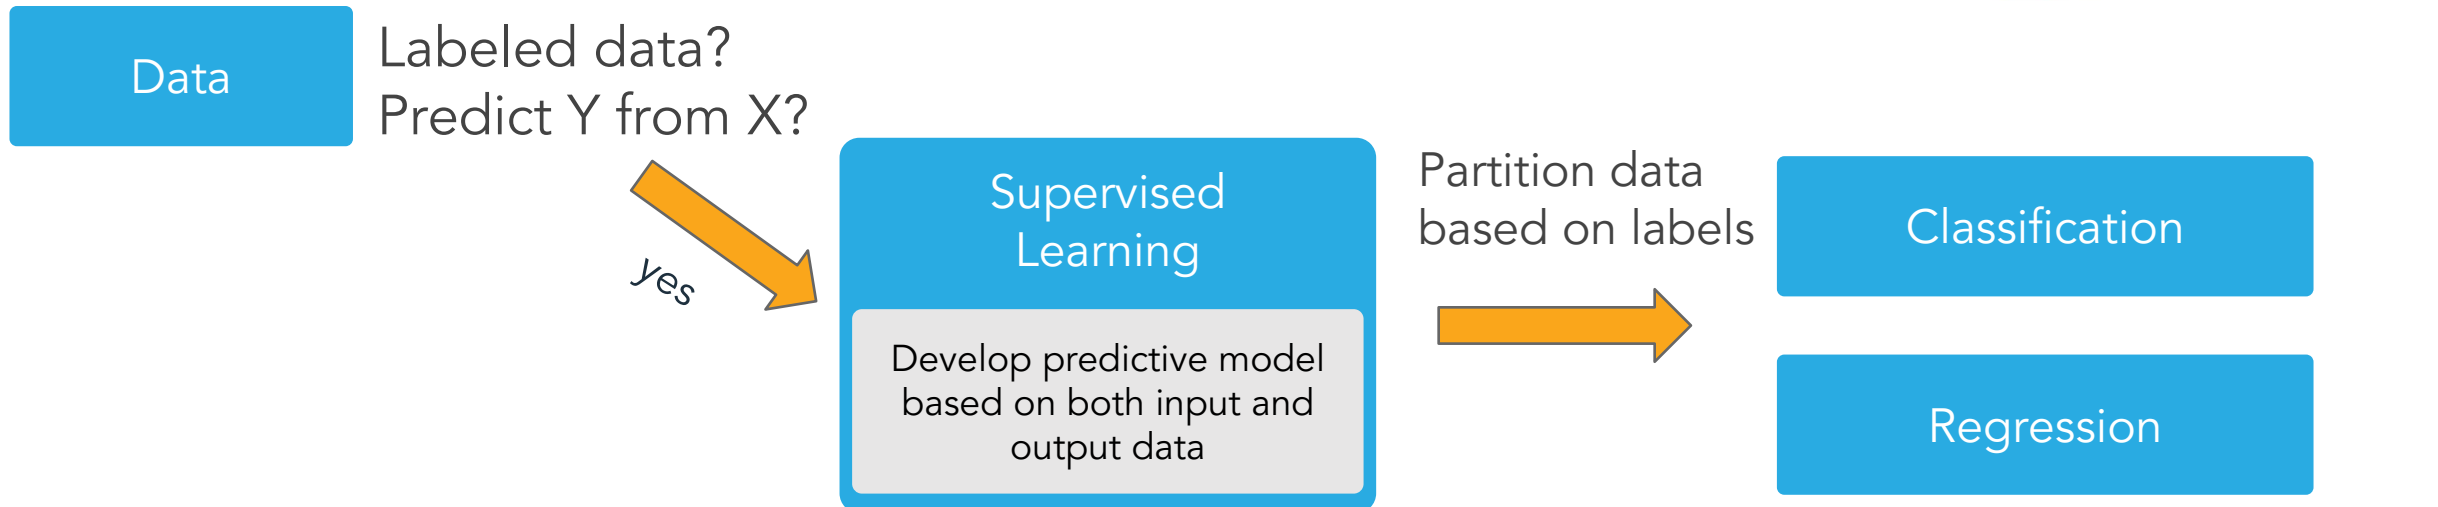 Data
Labeled data?
Predict Y from X?
yes
Supervised
Learning
Develop predictive model
based on both input and
output data
Partition data
based on labels
Classification
Regression